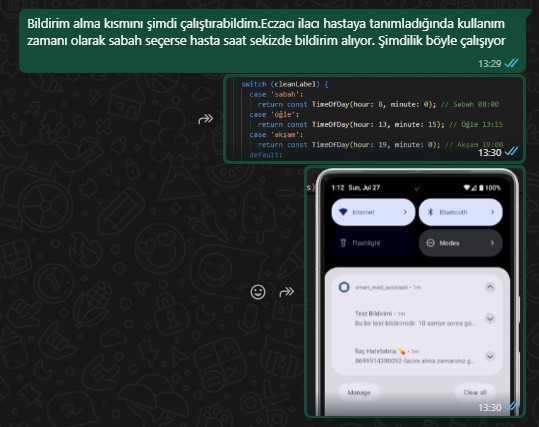 Bildirim alma kısmını şimdi çalıştırabildim.Eczacı ilacı hastaya tanımladığında kullanım
zamanı olarak sabah seçerse hasta saat sekizde bildirim alıyor. Şimdilik böyle çalışıyor
13:29
switch (cleanLabel) {
case 'sabah':
return const TimeOfDay(hour: 8, minute: 0); // Sabah 08:00
case 'öğle':
return const TimeOfDay(hour: 13, minute: 15); // Öğle 13:15
case 'akşam':
return const TimeOfDay(hour: 19, minute: 0); // Akşam 19:00
default:
13:30
s)
1:12 Sun, Jul 27 100%
Internet Bluetooth
Flashlight Modes
smart_med_assistant • 1m
Test Bildirimi • 1m
Bu bir test bildirimidir. 10 saniye sonra gö...
İlaç Hatırlatma 💊 • 1m
8699514380092 ilacını alma zamanınız g...
Manage Clear all
13:30